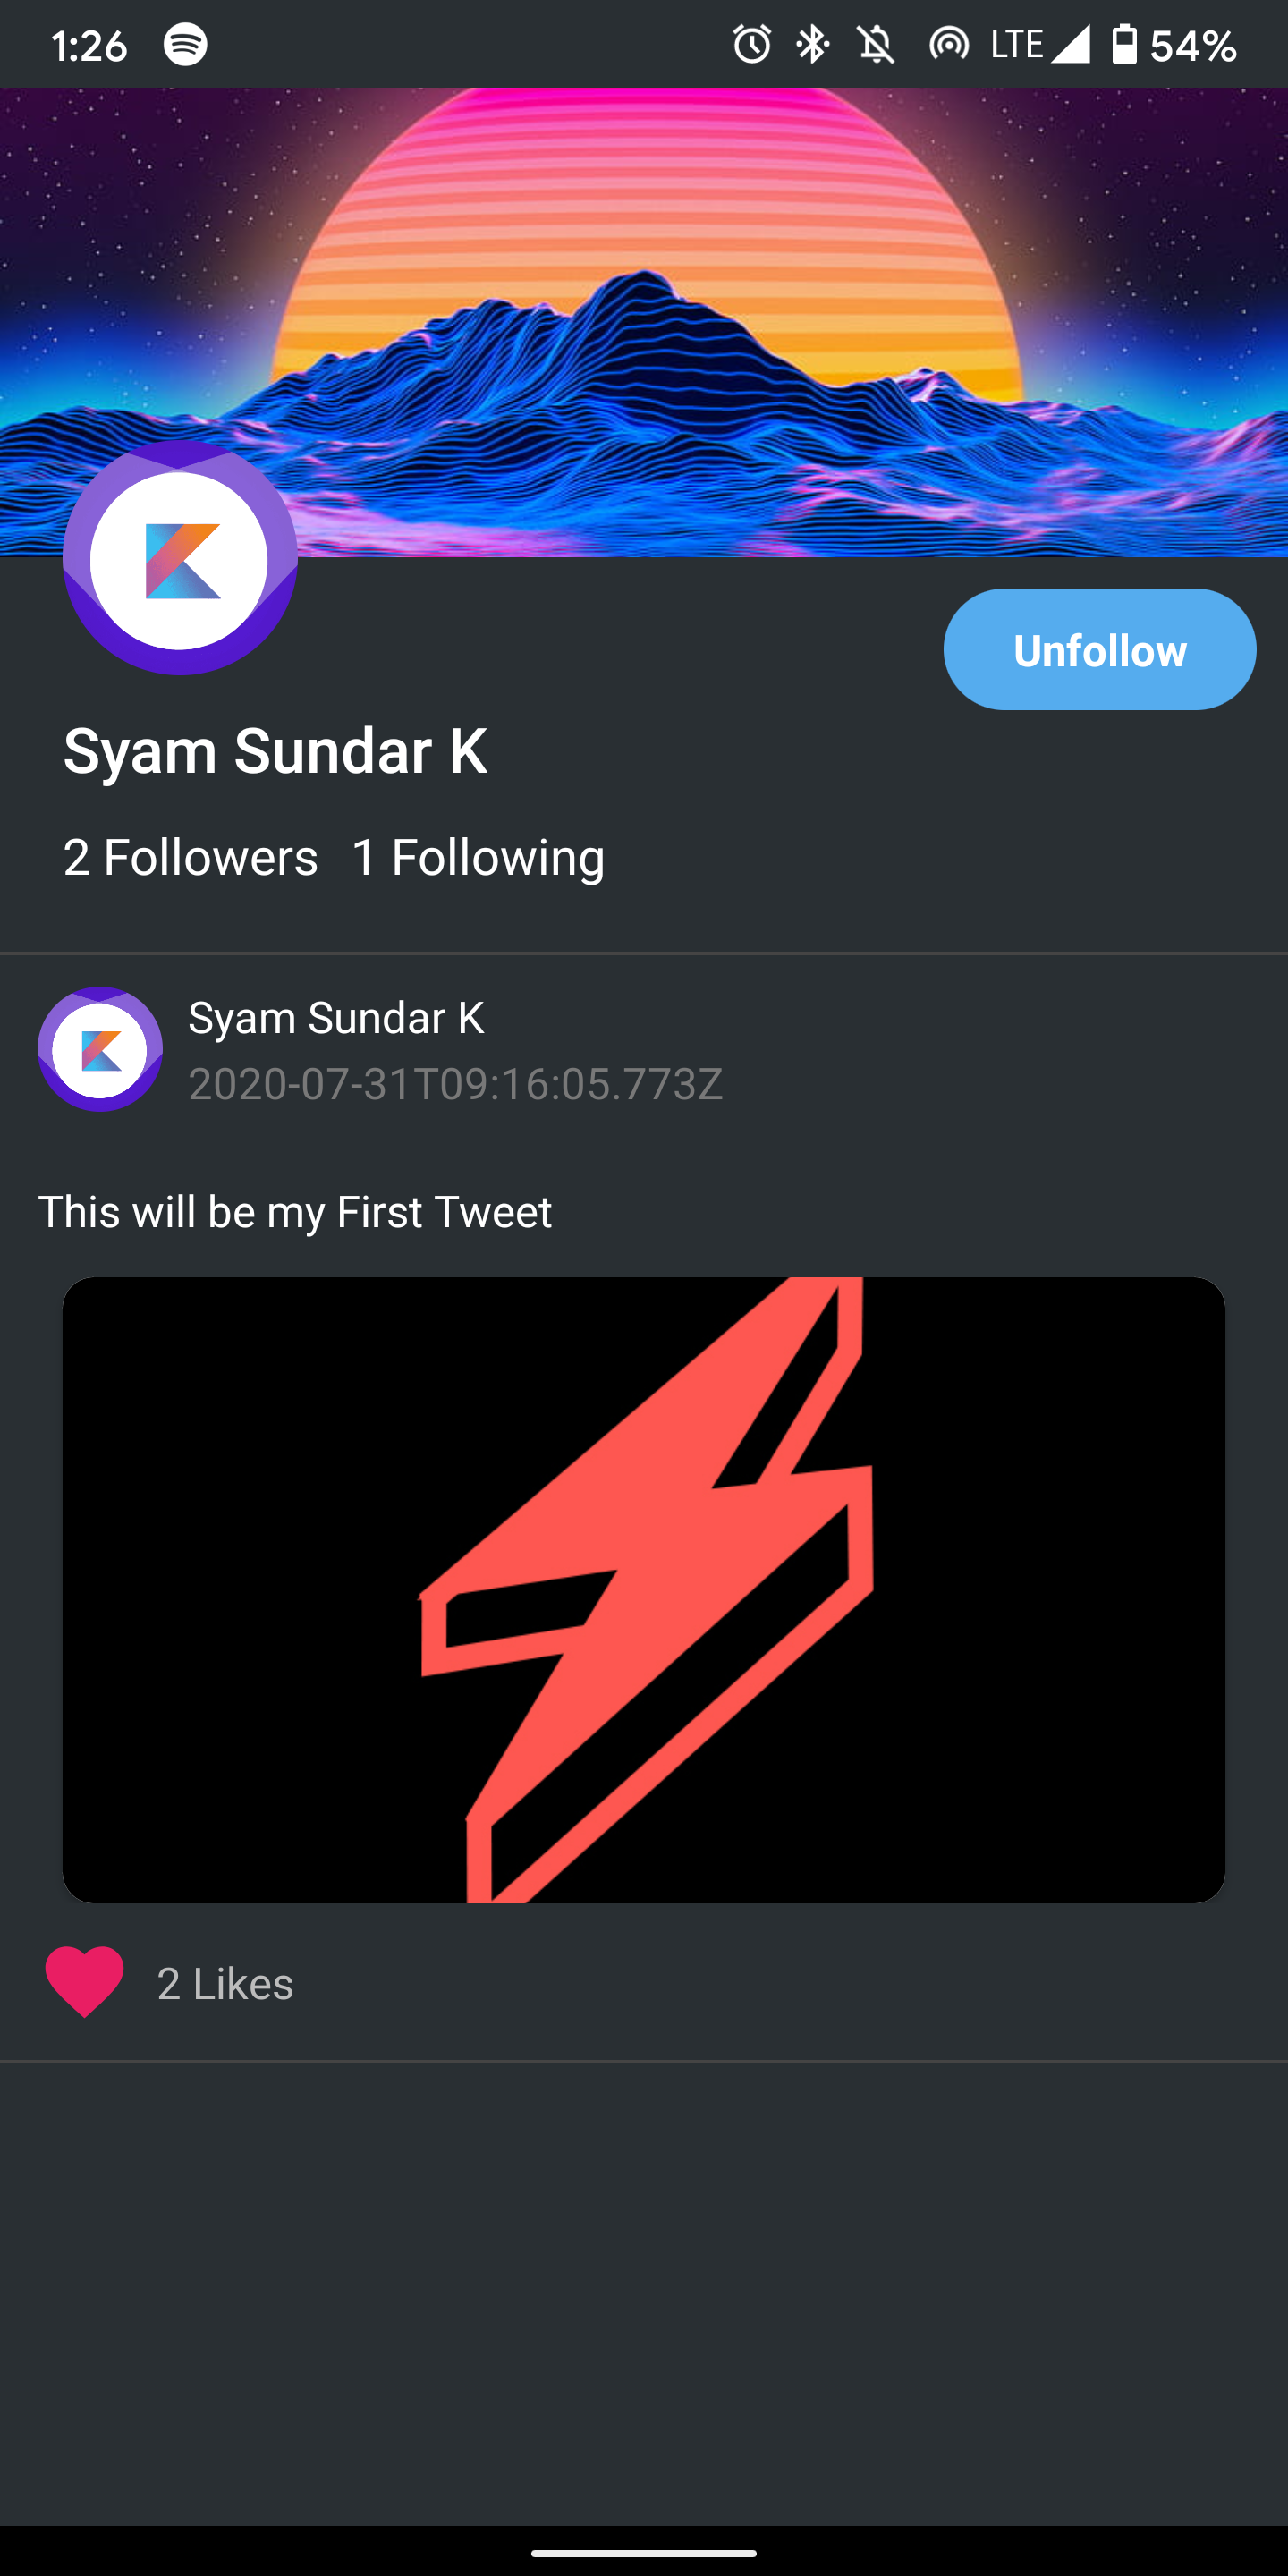 1:26 LTE 54%
Unfollow
Syam Sundar K
2 Followers 1 Following
Syam Sundar K
2020-07-31T09:16:05.773Z
This will be my First Tweet
2 Likes